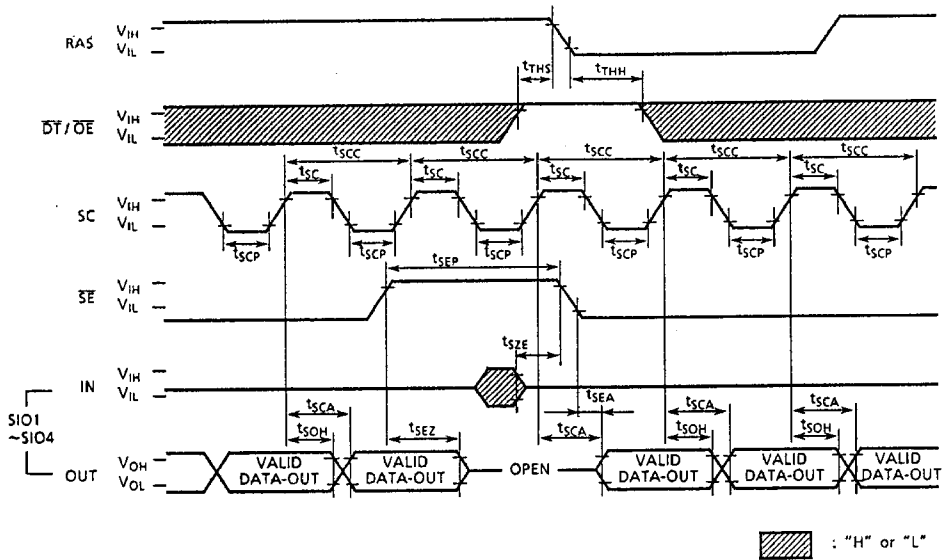 RAS VIH
VIL
tTHS tTHH
DT / OE VIH
VIL
tSCC tSCC tSCC tSCC tSCC
tSC tSC tSC tSC tSC
SC VIH
VIL
tSCP tSCP tSCP tSCP tSCP tSCP
tSEP
SE VIH
VIL
tSZE
IN VIH
VIL
SIO1
~SIO4
tSEA
tSCA tSCA tSCA tSCA
tSOH tSEZ tSOH tSOH
OUT VOH
VOL
VALID DATA-OUT
VALID DATA-OUT
OPEN
VALID DATA-OUT
VALID DATA-OUT
VALID DATA-OUT
: "H" or "L"